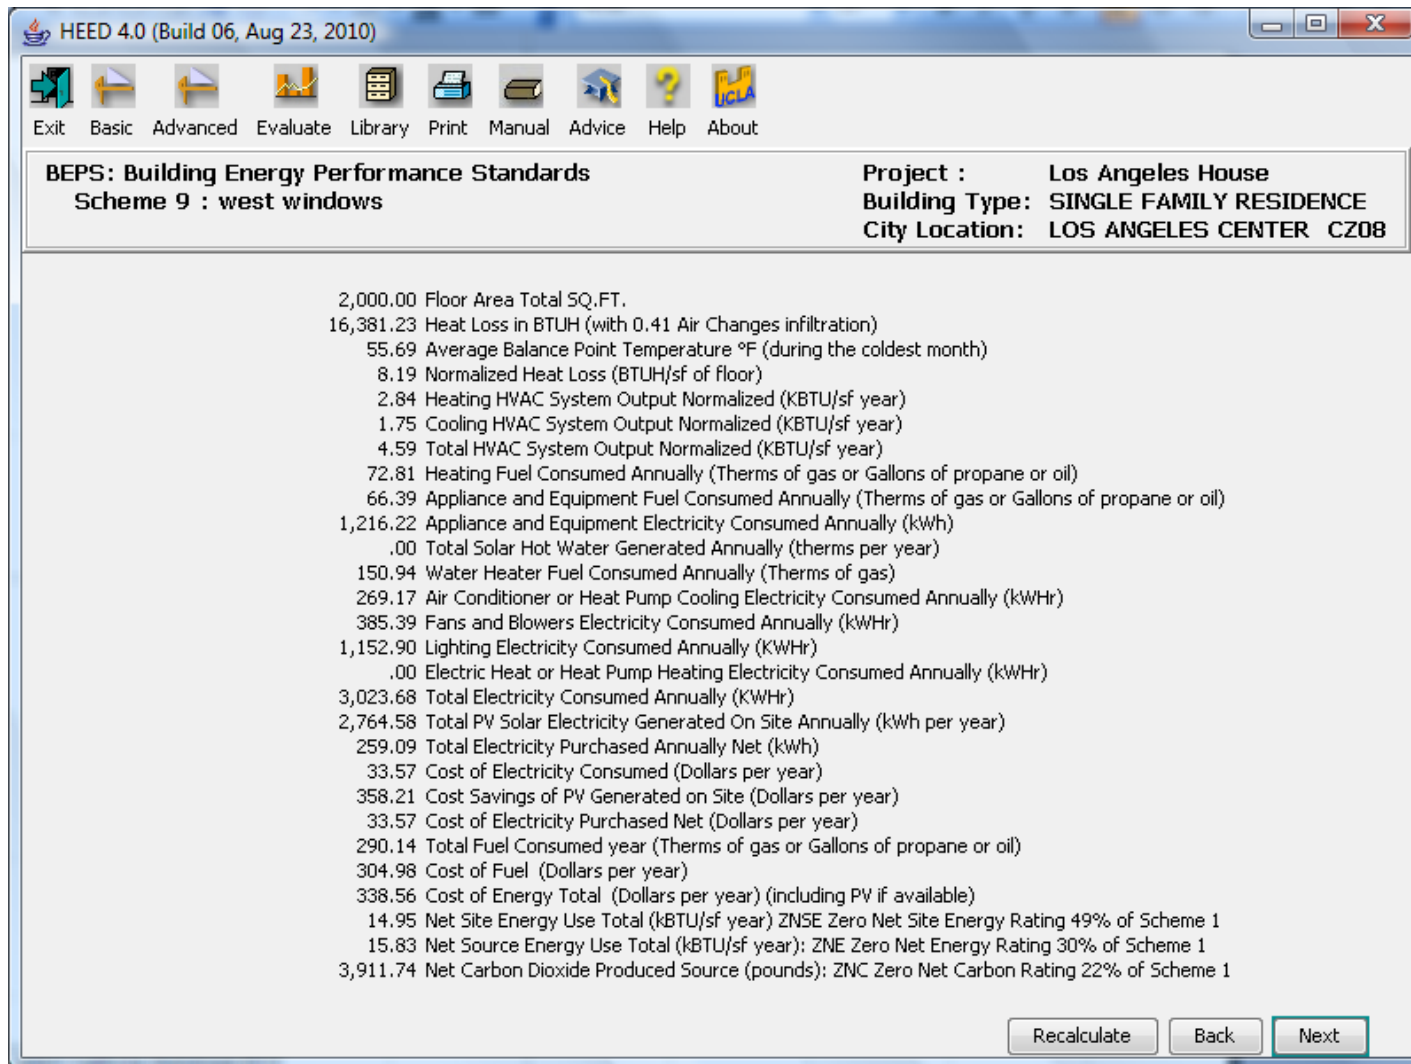 HEED 4.0 (Build 06, Aug 23, 2010)
Exit Basic Advanced Evaluate Library Print Manual Advice Help About
UCLA
BEPS: Building Energy Performance Standards
Scheme 9 : west windows
Project : Los Angeles House
Building Type: SINGLE FAMILY RESIDENCE
City Location: LOS ANGELES CENTER CZ08
2,000.00 Floor Area Total SQ.FT.
16,381.23 Heat Loss in BTUH (with 0.41 Air Changes infiltration)
55.69 Average Balance Point Temperature °F (during the coldest month)
8.19 Normalized Heat Loss (BTUH/sf of floor)
2.84 Heating HVAC System Output Normalized (KBTU/sf year)
1.75 Cooling HVAC System Output Normalized (KBTU/sf year)
4.59 Total HVAC System Output Normalized (KBTU/sf year)
72.81 Heating Fuel Consumed Annually (Therms of gas or Gallons of propane or oil)
66.39 Appliance and Equipment Fuel Consumed Annually (Therms of gas or Gallons of propane or oil)
1,216.22 Appliance and Equipment Electricity Consumed Annually (kWh)
.00 Total Solar Hot Water Generated Annually (therms per year)
150.94 Water Heater Fuel Consumed Annually (Therms of gas)
269.17 Air Conditioner or Heat Pump Cooling Electricity Consumed Annually (kWHr)
385.39 Fans and Blowers Electricity Consumed Annually (kWHr)
1,152.90 Lighting Electricity Consumed Annually (KWHr)
.00 Electric Heat or Heat Pump Heating Electricity Consumed Annually (kWHr)
3,023.68 Total Electricity Consumed Annually (KWHr)
2,764.58 Total PV Solar Electricity Generated On Site Annually (kWh per year)
259.09 Total Electricity Purchased Annually Net (kWh)
33.57 Cost of Electricity Consumed (Dollars per year)
358.21 Cost Savings of PV Generated on Site (Dollars per year)
33.57 Cost of Electricity Purchased Net (Dollars per year)
290.14 Total Fuel Consumed year (Therms of gas or Gallons of propane or oil)
304.98 Cost of Fuel (Dollars per year)
338.56 Cost of Energy Total (Dollars per year) (including PV if available)
14.95 Net Site Energy Use Total (kBTU/sf year) ZNSE Zero Net Site Energy Rating 49% of Scheme 1
15.83 Net Source Energy Use Total (kBTU/sf year): ZNE Zero Net Energy Rating 30% of Scheme 1
3,911.74 Net Carbon Dioxide Produced Source (pounds): ZNC Zero Net Carbon Rating 22% of Scheme 1
Recalculate Back Next